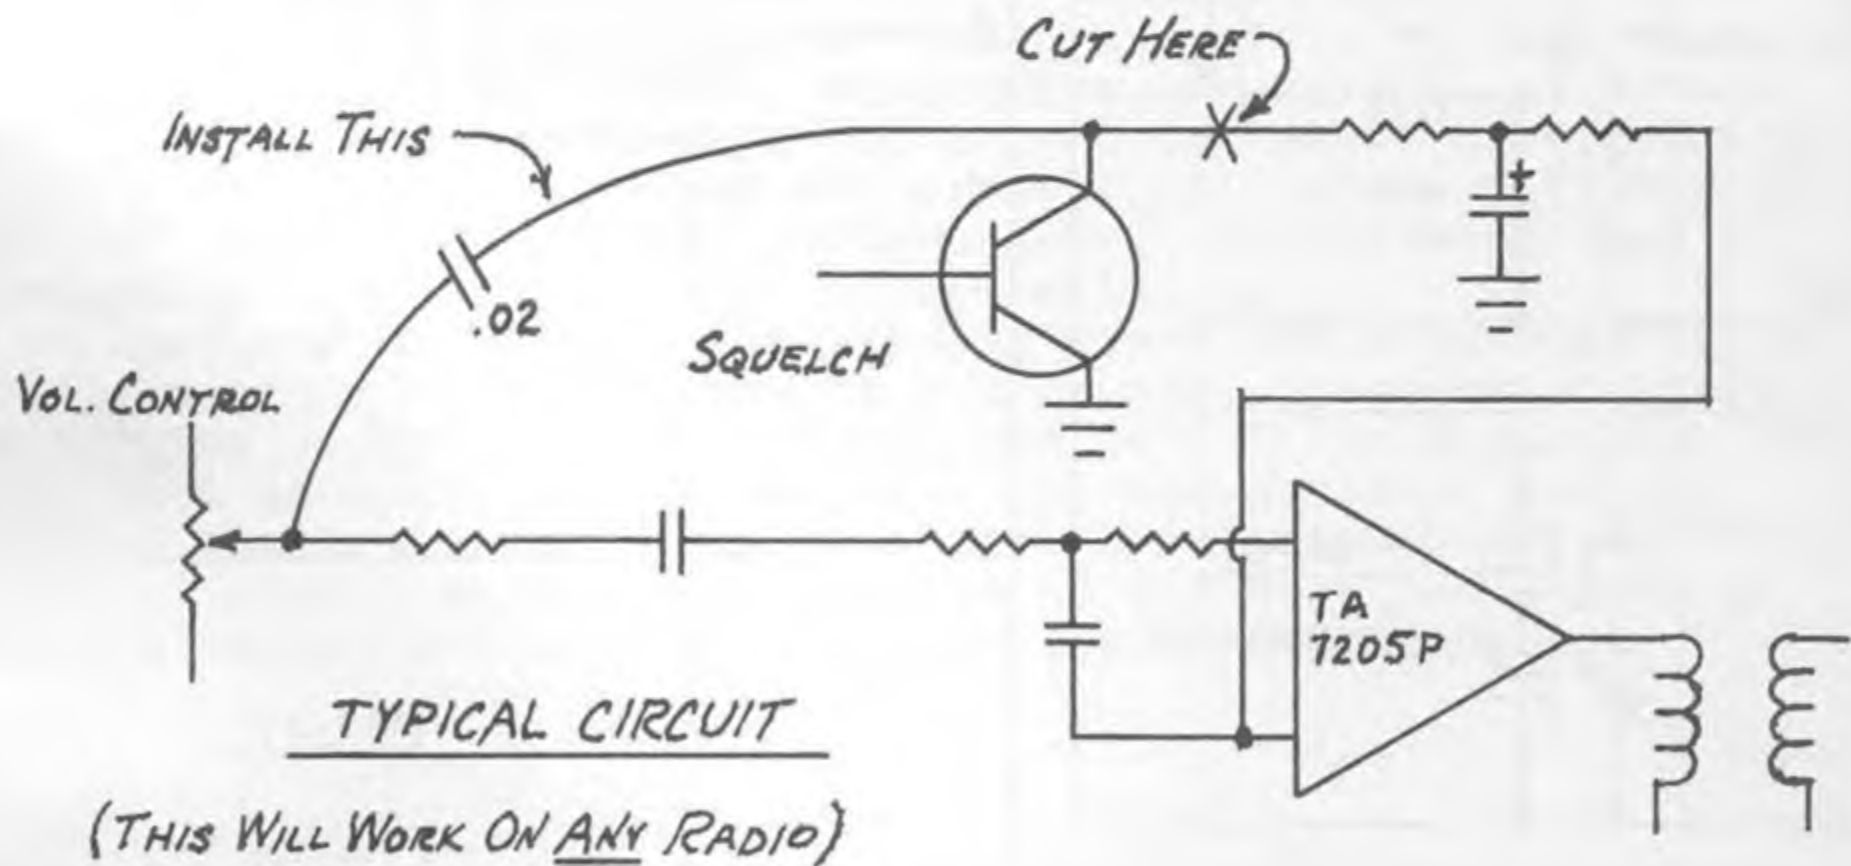 CUT HERE
INSTALL THIS
+
.02
SQUELCH
VOL. CONTROL
TA
7205P
TYPICAL CIRCUIT
(THIS WILL WORK ON ANY RADIO)